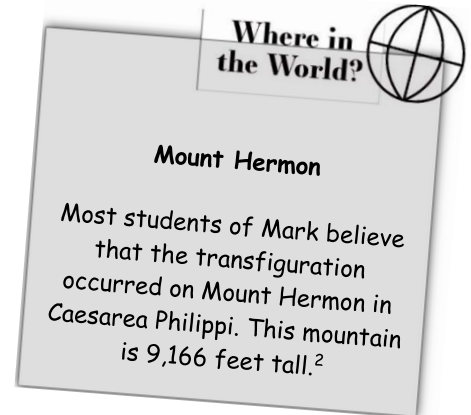 Where in
the World?
Mount Hermon
Most students of Mark believe
that the transfiguration
occurred on Mount Hermon in
Caesarea Philippi. This mountain
is 9,166 feet tall.²